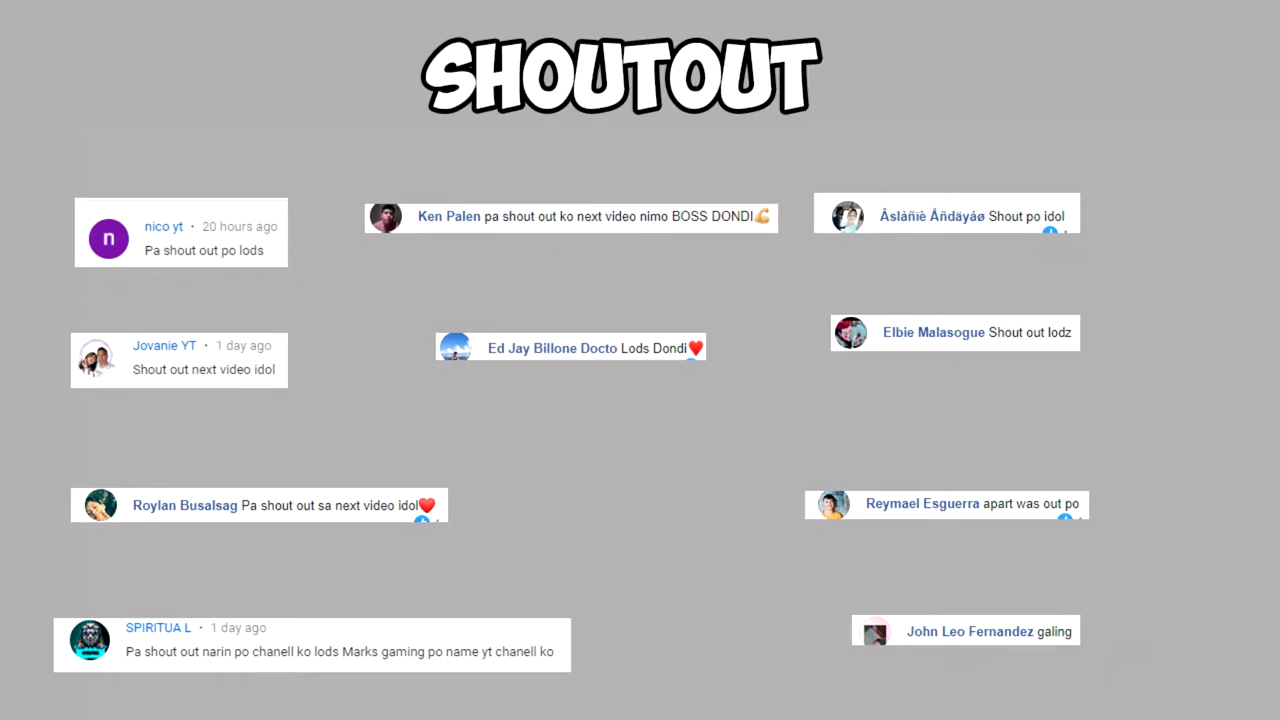 SHOUTOUT
nico yt • 20 hours ago
Pa shout out po lods
Ken Palen pa shout out ko next video nimo BOSS DONDI💪
Âslàñïè Åñdäyáø Shout po idol
Jovanie YT • 1 day ago
Shout out next video idol
Ed Jay Billone Docto Lods Dondi❤️
Elbie Malasogue Shout out lodz
Roylan Busalsag Pa shout out sa next video idol❤️
Reymael Esguerra apart was out po
SPIRITUA L • 1 day ago
Pa shout out narin po chanell ko lods Marks gaming po name yt chanell ko
John Leo Fernandez galing